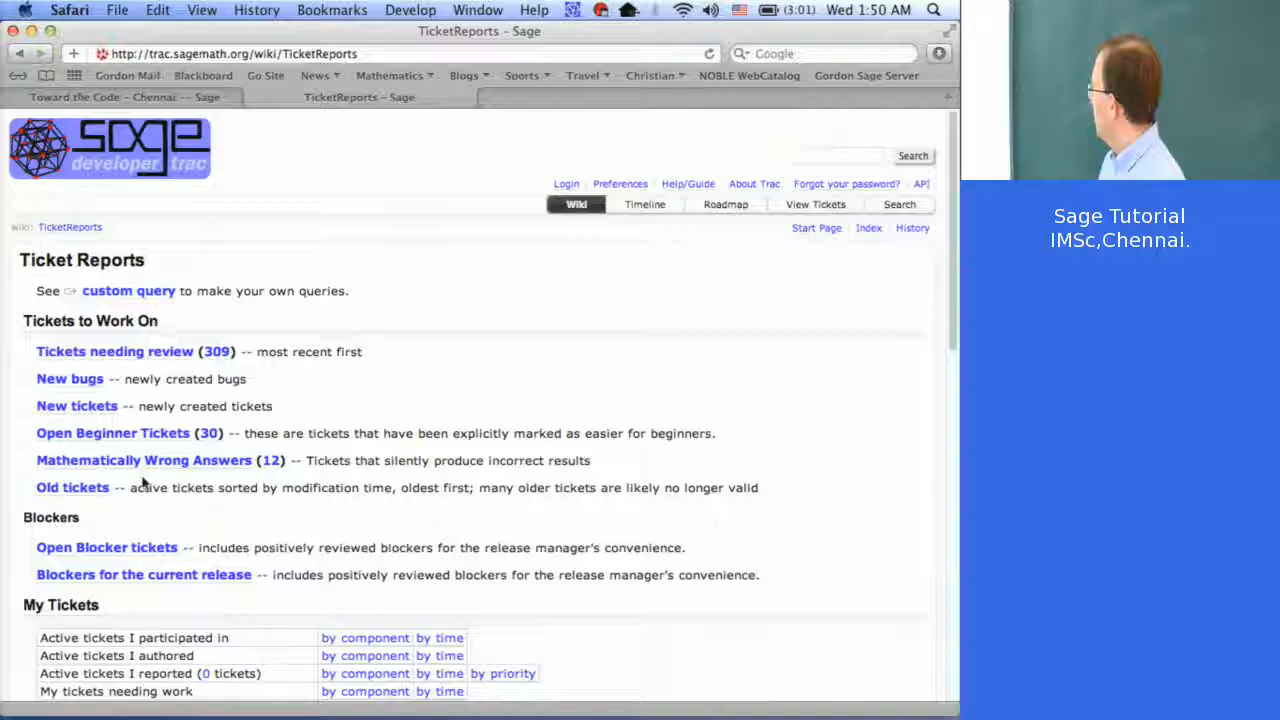 Safari File Edit View History Bookmarks Develop Window Help (3:01) Wed 1:50 AM
TicketReports - Sage
http://trac.sagemath.org/wiki/TicketReports
Google
Gordon Mail Blackboard Go Site News Mathematics Blogs Sports Travel Christian NOBLE WebCatalog Gordon Sage Server
Toward the Code - Chennai -- Sage
TicketReports - Sage
sage
developer trac
Search
Login Preferences Help/Guide About Trac Forgot your password? API
Wiki Timeline Roadmap View Tickets Search
wiki: TicketReports
Start Page Index History
Ticket Reports
See custom query to make your own queries.
Tickets to Work On
Tickets needing review (309) -- most recent first
New bugs -- newly created bugs
New tickets -- newly created tickets
Open Beginner Tickets (30) -- these are tickets that have been explicitly marked as easier for beginners.
Mathematically Wrong Answers (12) -- Tickets that silently produce incorrect results
Old tickets -- active tickets sorted by modification time, oldest first; many older tickets are likely no longer valid
Blockers
Open Blocker tickets -- includes positively reviewed blockers for the release manager's convenience.
Blockers for the current release -- includes positively reviewed blockers for the release manager's convenience.
My Tickets
Active tickets I participated in by component by time
Active tickets I authored by component by time
Active tickets I reported (0 tickets) by component by time by priority
My tickets needing work by component by time
Sage Tutorial
IMSc,Chennai.